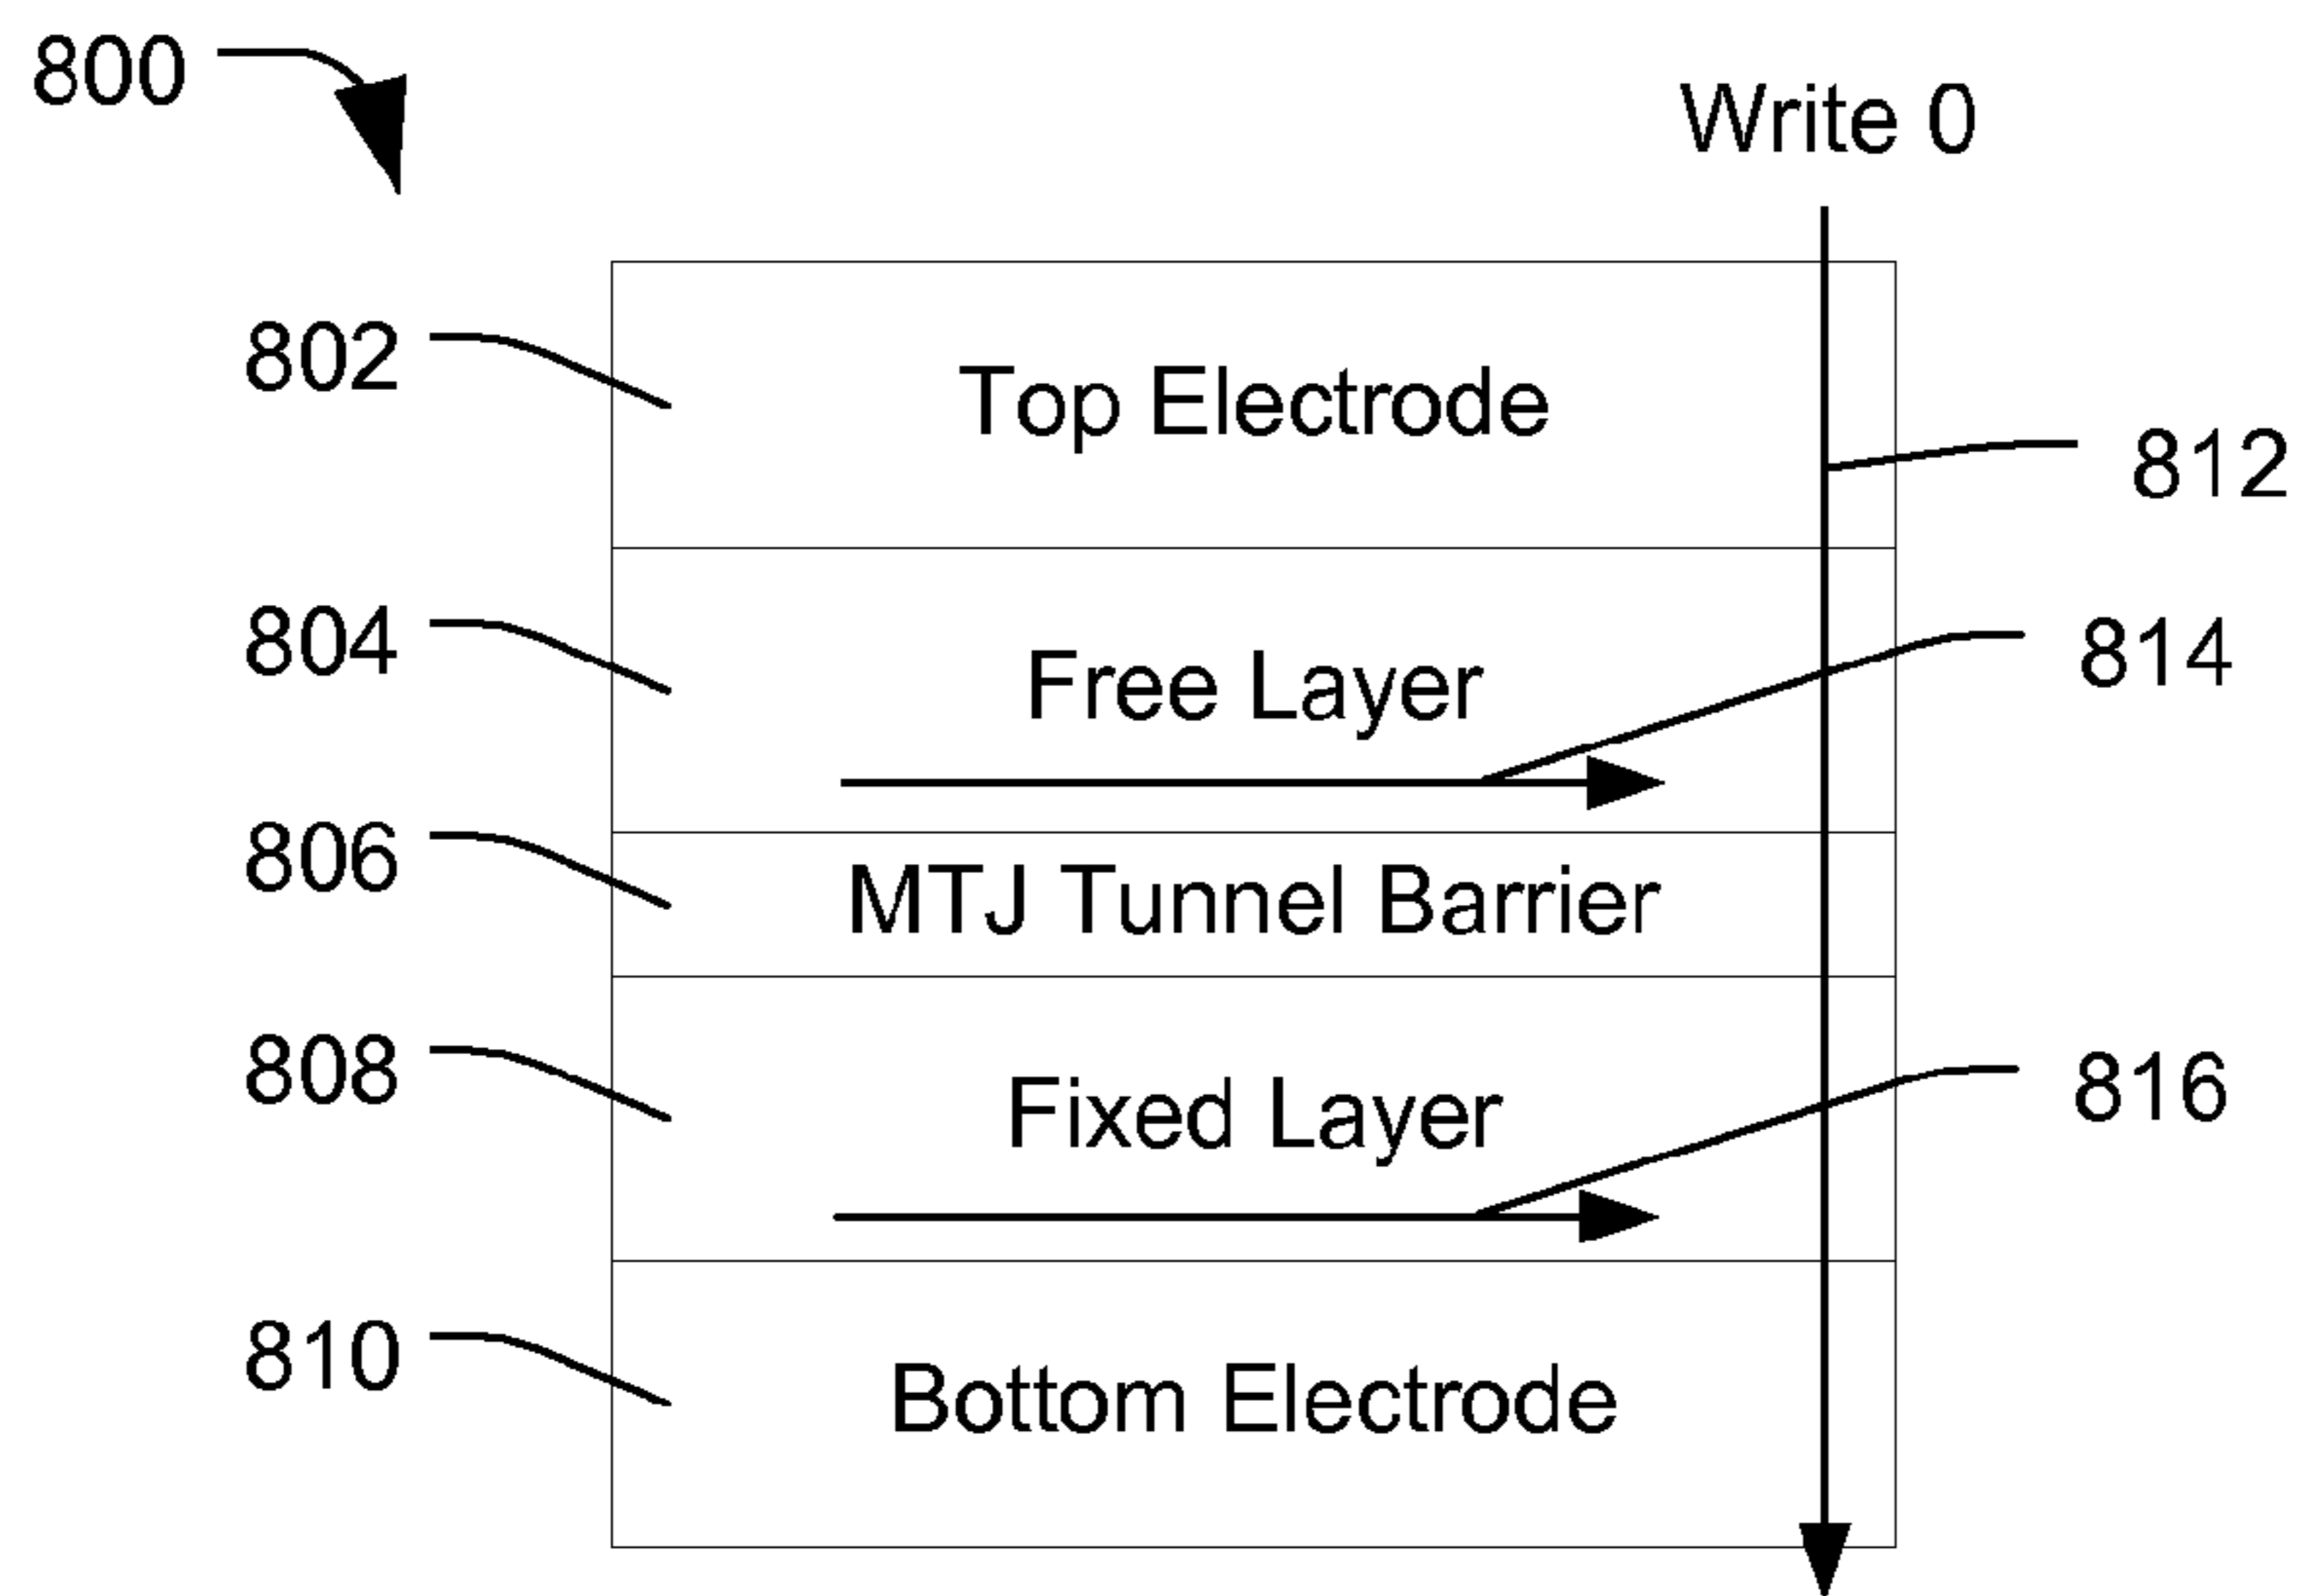 800
Write 0
802
Top Electrode
812
804
Free Layer
814
806
MTJ Tunnel Barrier
808
Fixed Layer
816
810
Bottom Electrode